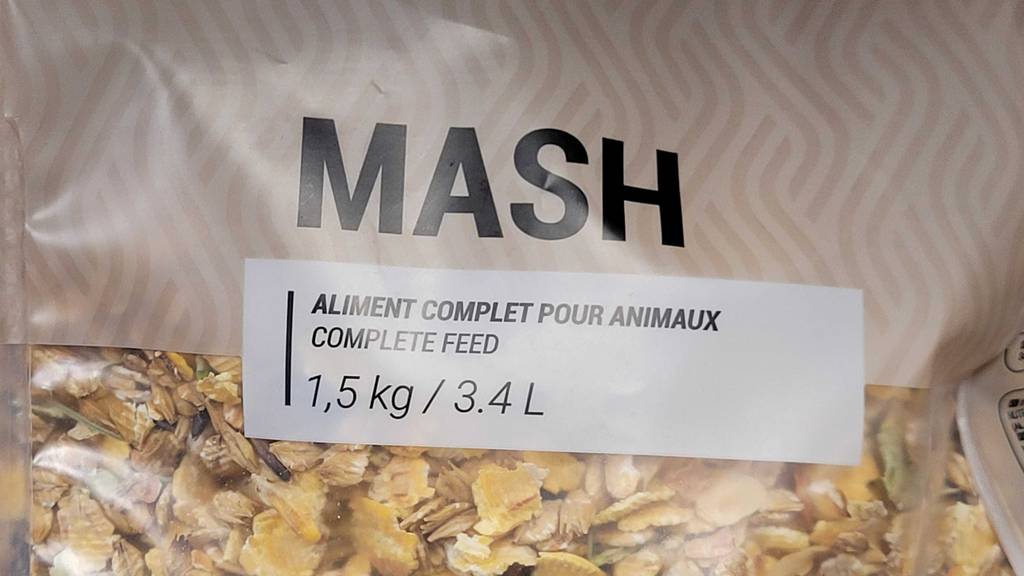 MASH
ALIMENT COMPLET POUR ANIMAUX
COMPLETE FEED
1,5 kg / 3.4 L